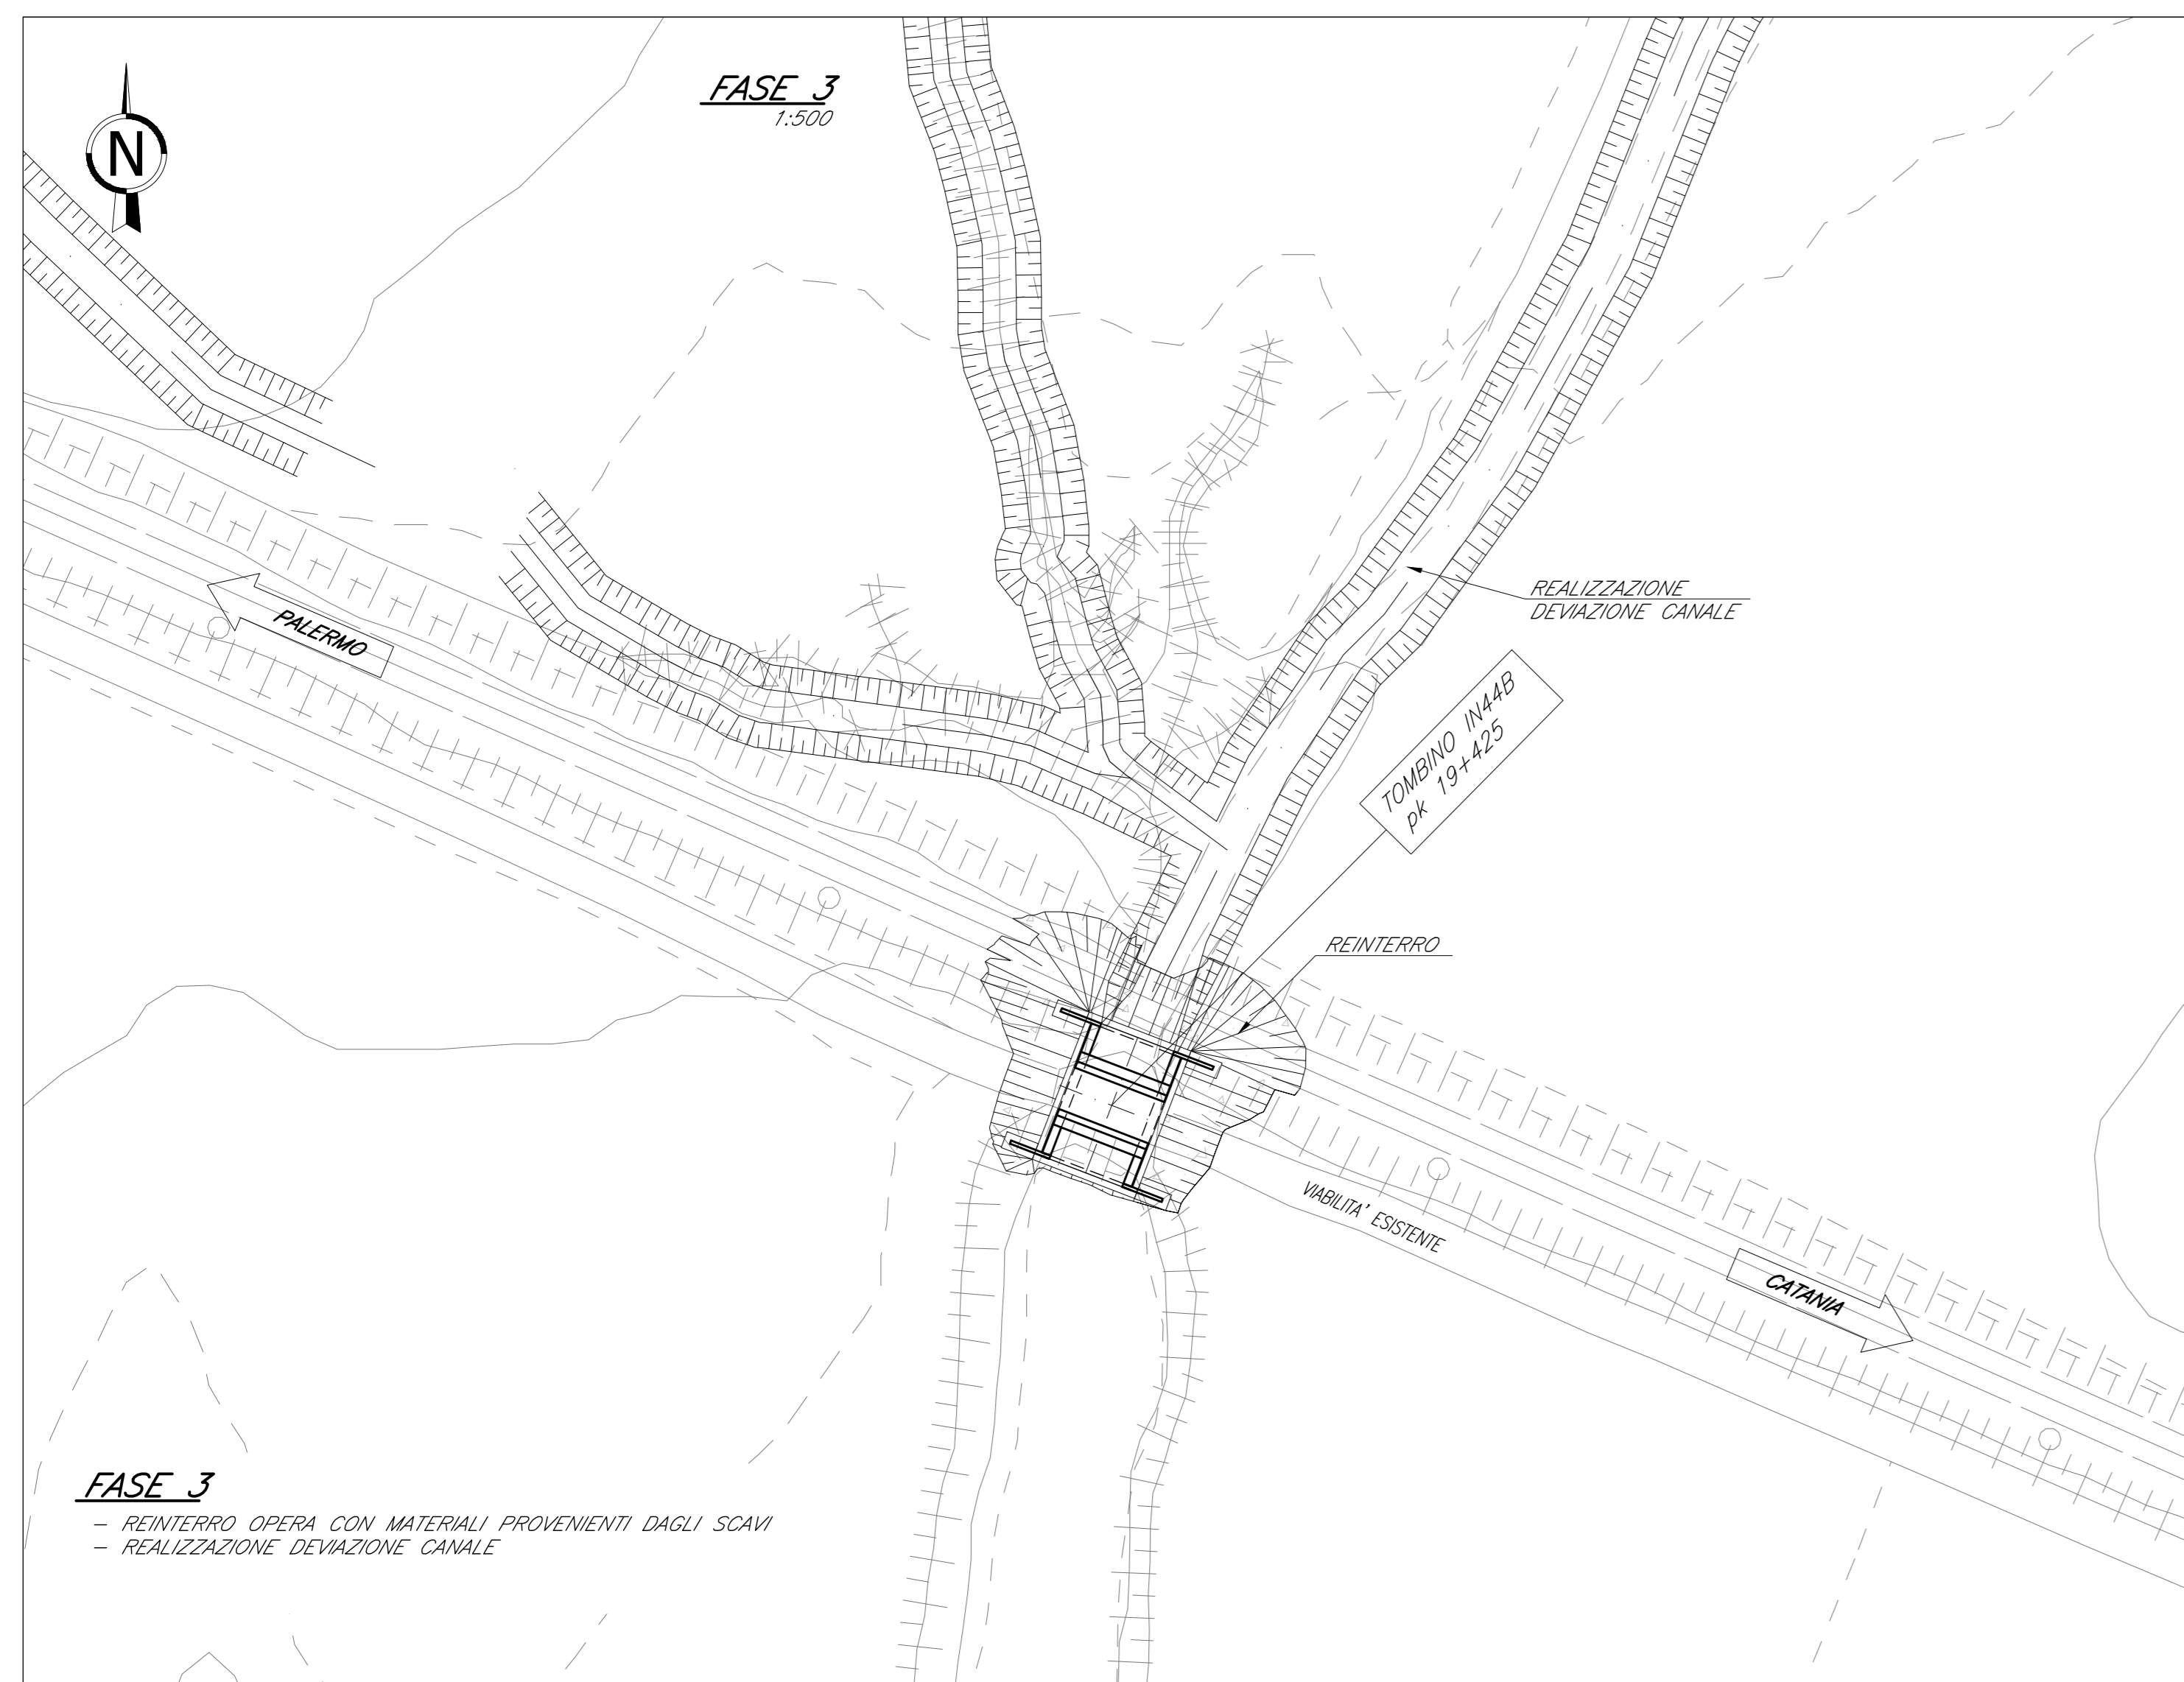 FASE 3
1:500
N
REALIZZAZIONE
DEVIAZIONE CANALE
PALERMO
TOMBINO IN44B
pk 19+425
REINTERRO
VIABILITA' ESISTENTE
CATANIA
FASE 3
- REINTERRO OPERA CON MATERIALI PROVENIENTI DAGLI SCAVI
- REALIZZAZIONE DEVIAZIONE CANALE